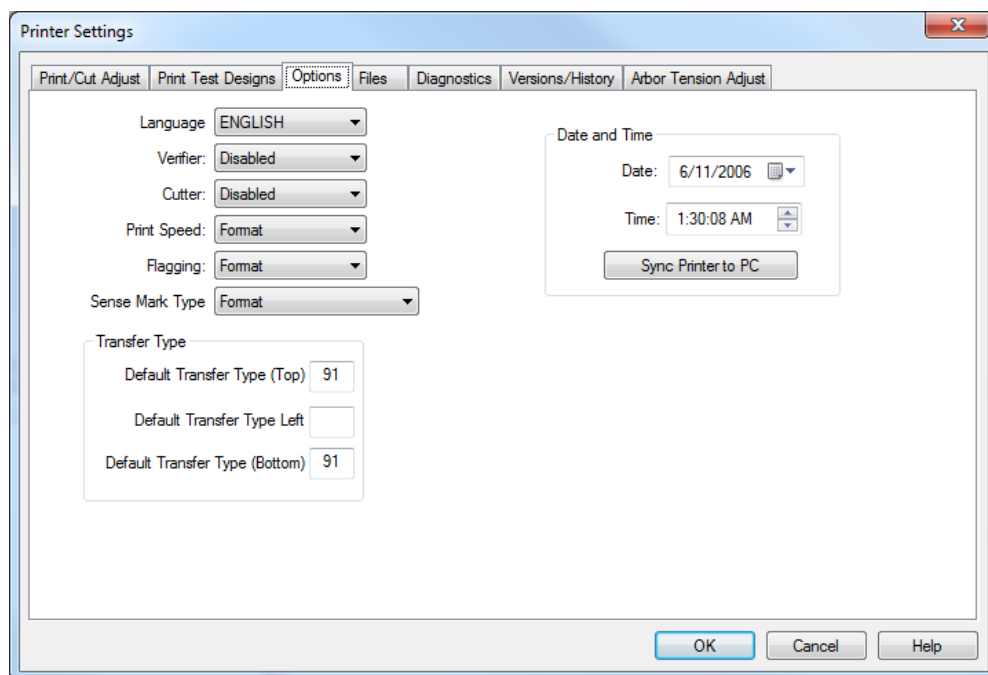 Printer Settings
Print/Cut Adjust Print Test Designs Options Files Diagnostics Versions/History Arbor Tension Adjust
Language ENGLISH
Verifier: Disabled
Cutter: Disabled
Print Speed: Format
Flagging: Format
Sense Mark Type Format
Transfer Type
Default Transfer Type (Top) 91
Default Transfer Type Left
Default Transfer Type (Bottom) 91
Date and Time
Date: 6/11/2006
Time: 1:30:08 AM
Sync Printer to PC
OK Cancel Help